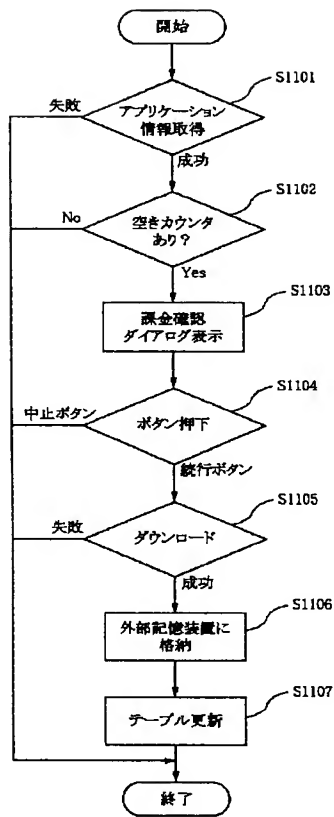 開始
S1101
失敗
アプリケーション
情報取得
成功
S1102
No
空きカウンタ
あり?
Yes
S1103
課金確認
ダイアログ表示
S1104
中止ボタン
ボタン押下
続行ボタン
S1105
失敗
ダウンロード
成功
S1106
外部記憶装置に
格納
S1107
テーブル更新
終了